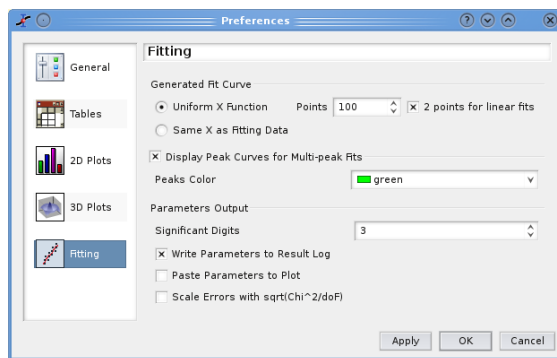 Preferences
General
Tables
2D Plots
3D Plots
Fitting
Fitting
Generated Fit Curve
Uniform X Function Points 100 2 points for linear fits
Same X as Fitting Data
Display Peak Curves for Multi-peak Fits
Peaks Color green
Parameters Output
Significant Digits 3
Write Parameters to Result Log
Paste Parameters to Plot
Scale Errors with sqrt(Chi^2/doF)
Apply OK Cancel